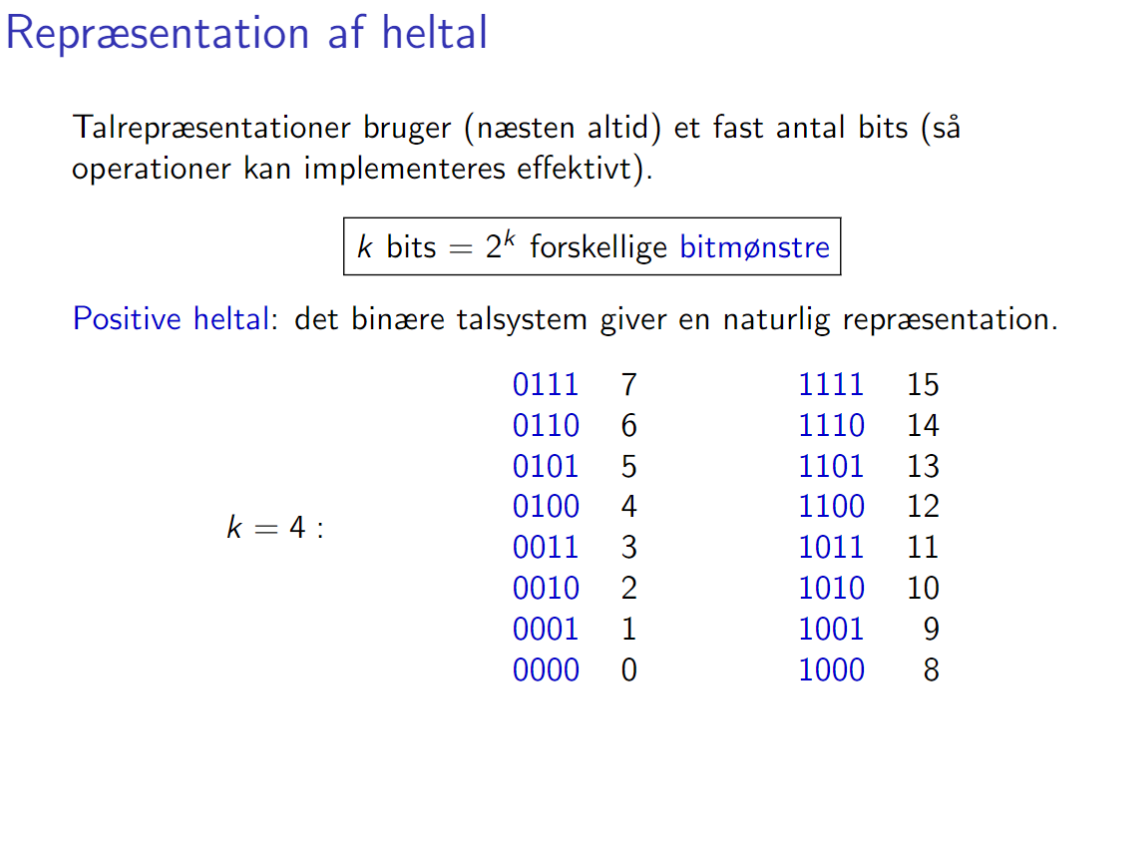 Repræsentation af heltal
Talrepræsentationer bruger (næsten altid) et fast antal bits (så
operationer kan implementeres effektivt).
k bits = 2^k forskellige bitmønstre
Positive heltal: det binære talsystem giver en naturlig repræsentation.
0111 7 1111 15
0110 6 1110 14
0101 5 1101 13
0100 4 1100 12
k = 4 :
0011 3 1011 11
0010 2 1010 10
0001 1 1001 9
0000 0 1000 8